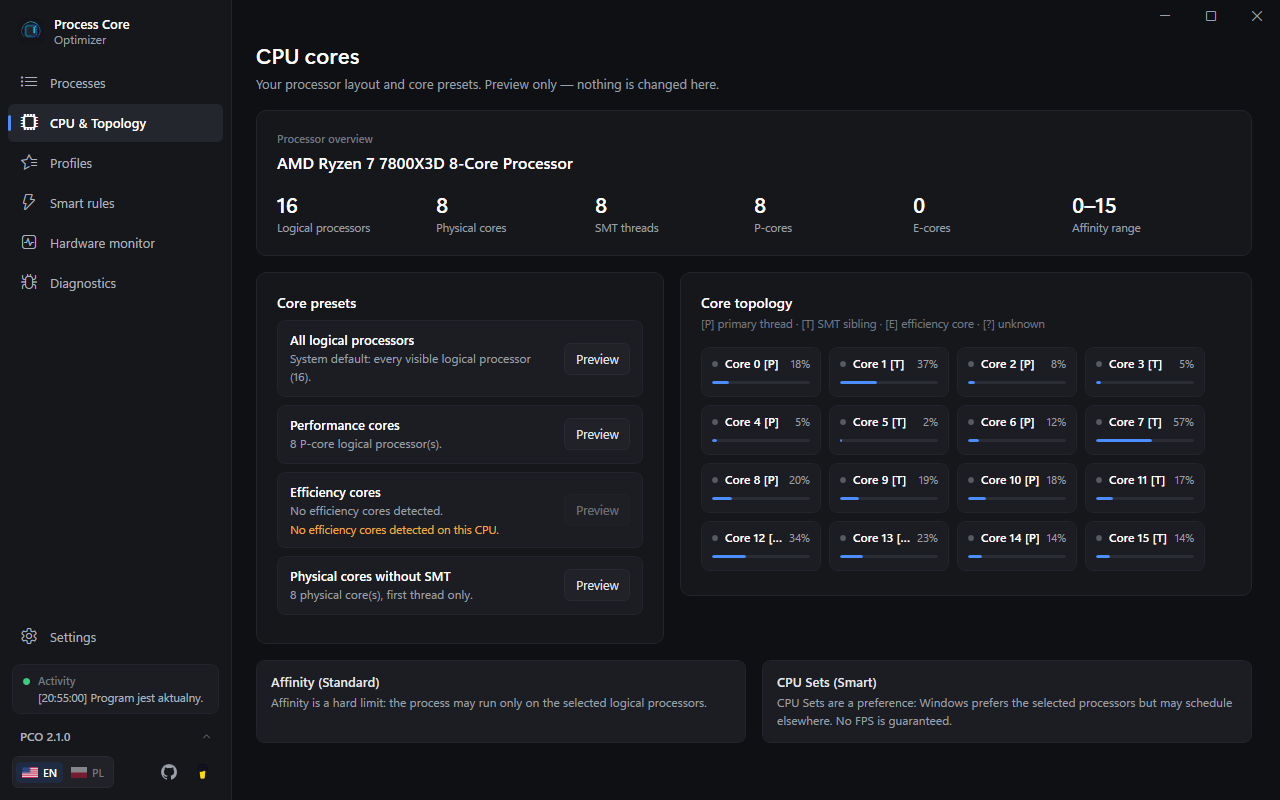 Process Core
Optimizer
Processes
CPU & Topology
Profiles
Smart rules
Hardware monitor
Diagnostics
Settings
Activity
[20:55:00] Program jest aktualny.
PCO 2.1.0
EN PL
CPU cores
Your processor layout and core presets. Preview only — nothing is changed here.
Processor overview
AMD Ryzen 7 7800X3D 8-Core Processor
16 8 8 8 0 0–15
Logical processors Physical cores SMT threads P-cores E-cores Affinity range
Core presets
All logical processors
System default: every visible logical processor
(16).
Preview
Performance cores
8 P-core logical processor(s).
Preview
Efficiency cores
No efficiency cores detected.
No efficiency cores detected on this CPU.
Preview
Physical cores without SMT
8 physical core(s), first thread only.
Preview
Core topology
[P] primary thread · [T] SMT sibling · [E] efficiency core · [?] unknown
Core 0 [P] 18% Core 1 [T] 37% Core 2 [P] 8% Core 3 [T] 5%
Core 4 [P] 5% Core 5 [T] 2% Core 6 [P] 12% Core 7 [T] 57%
Core 8 [P] 20% Core 9 [T] 19% Core 10 [P] 18% Core 11 [T] 17%
Core 12 [... 34% Core 13 [... 23% Core 14 [P] 14% Core 15 [T] 14%
Affinity (Standard)
Affinity is a hard limit: the process may run only on the selected logical processors.
CPU Sets (Smart)
CPU Sets are a preference: Windows prefers the selected processors but may schedule
elsewhere. No FPS is guaranteed.